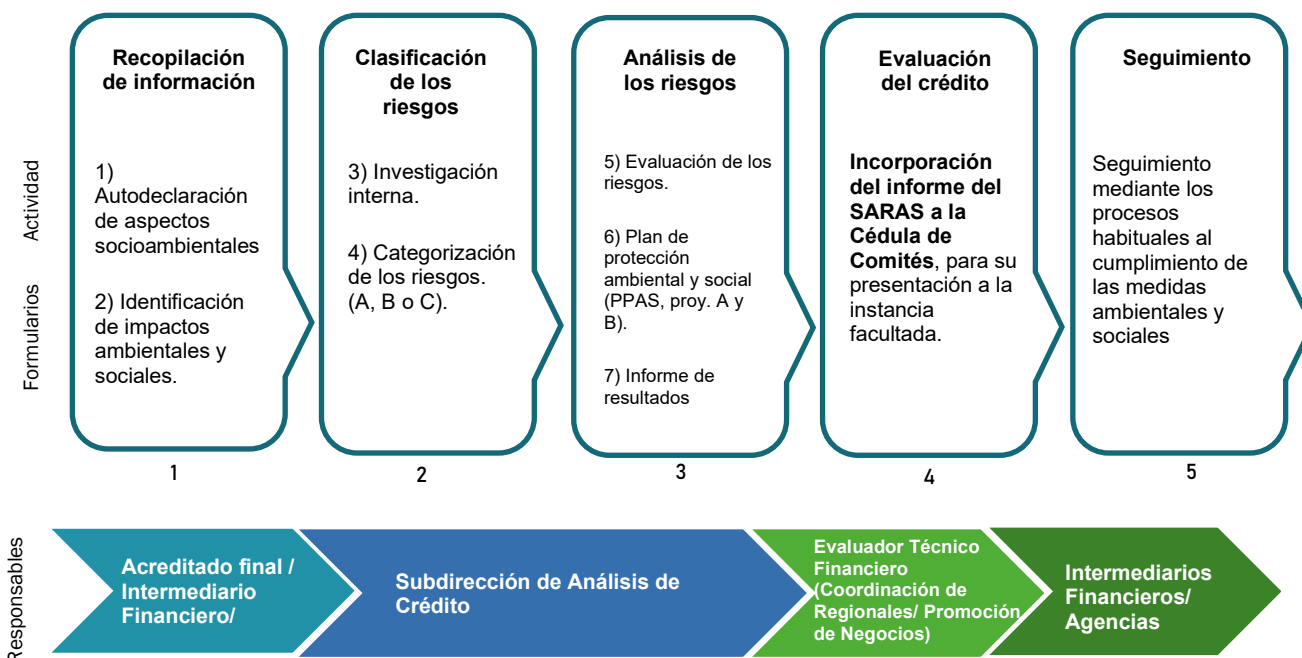 Recopilación
de información
1)
Autodeclaración
de aspectos
socioambientales
2) Identificación
de impactos
ambientales y
sociales.
Clasificación
de los
riesgos
3) Investigación
interna.
4) Categorización
de los riesgos.
(A, B o C).
Análisis de
los riesgos
5) Evaluación de los
riesgos.
6) Plan de
protección
ambiental y social
(PPAS, proy. A y
B).
7) Informe de
resultados
Evaluación
del crédito
Incorporación
del informe del
SARAS a la
Cédula de
Comités, para su
presentación a la
instancia
facultada.
Seguimiento
Seguimiento
mediante los
procesos
habituales al
cumplimiento de
las medidas
ambientales y
sociales
Actividad
Formularios
1
2
3
4
5
Responsables
Acreditado final /
Intermediario
Financiero/
Subdirección de Análisis de
Crédito
Evaluador Técnico
Financiero
(Coordinación de
Regionales/ Promoción
de Negocios)
Intermediarios
Financieros/
Agencias